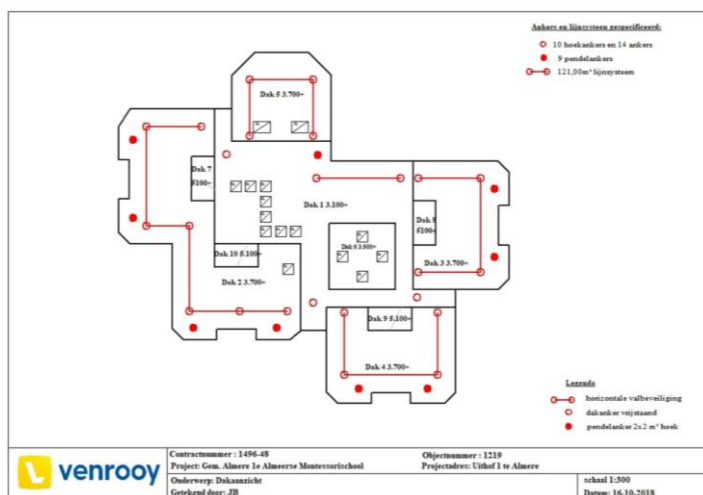 Ankers en lijnsysteem gespecificeerd:
10 hoekankers en 14 ankers
9 pendelankers
121,00m¹ lijnsysteem
Dak 5 3.700+
Dak 7
5100+
Dak 1 3.100+
Dak 8
5100+
Dak 10 5.100+
Dak 6 3.500+
Dak 3 3.700+
Dak 2 3.700+
Dak 9 5.100+
Dak 4 3.700+
Legenda
horizontale valbeveiliging
dakanker vrijstaand
pendelanker 2x2 m¹ hoek
venrooy
Contractnummer : 1496-48
Objectnummer : 1219
Project: Gem. Almere 1e Almeerse Montessorischool
Projectadres: Uithof 1 te Almere
Onderwerp: Dakaanzicht
schaal 1:300
Getekend door: JB
Datum: 16.10.2018